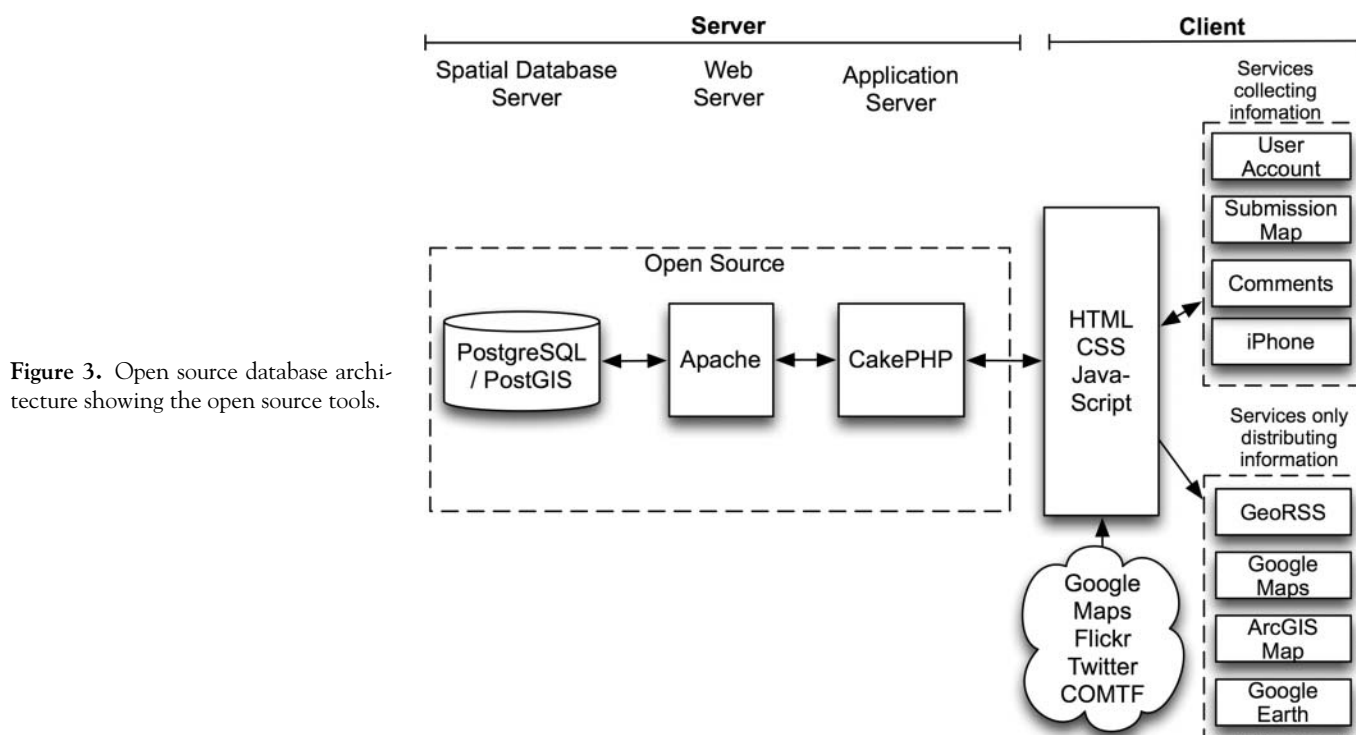 Server
Client
Spatial Database
Server
Web
Server
Application
Server
Services
collecting
infomation
User
Account
Submission
Map
Comments
iPhone
Open Source
PostgreSQL
/ PostGIS
Apache
CakePHP
HTML
CSS
Java-
Script
Figure 3. Open source database archi-
tecture showing the open source tools.
Services only
distributing
information
GeoRSS
Google
Maps
ArcGIS
Map
Google
Earth
Google
Maps
Flickr
Twitter
COMTF